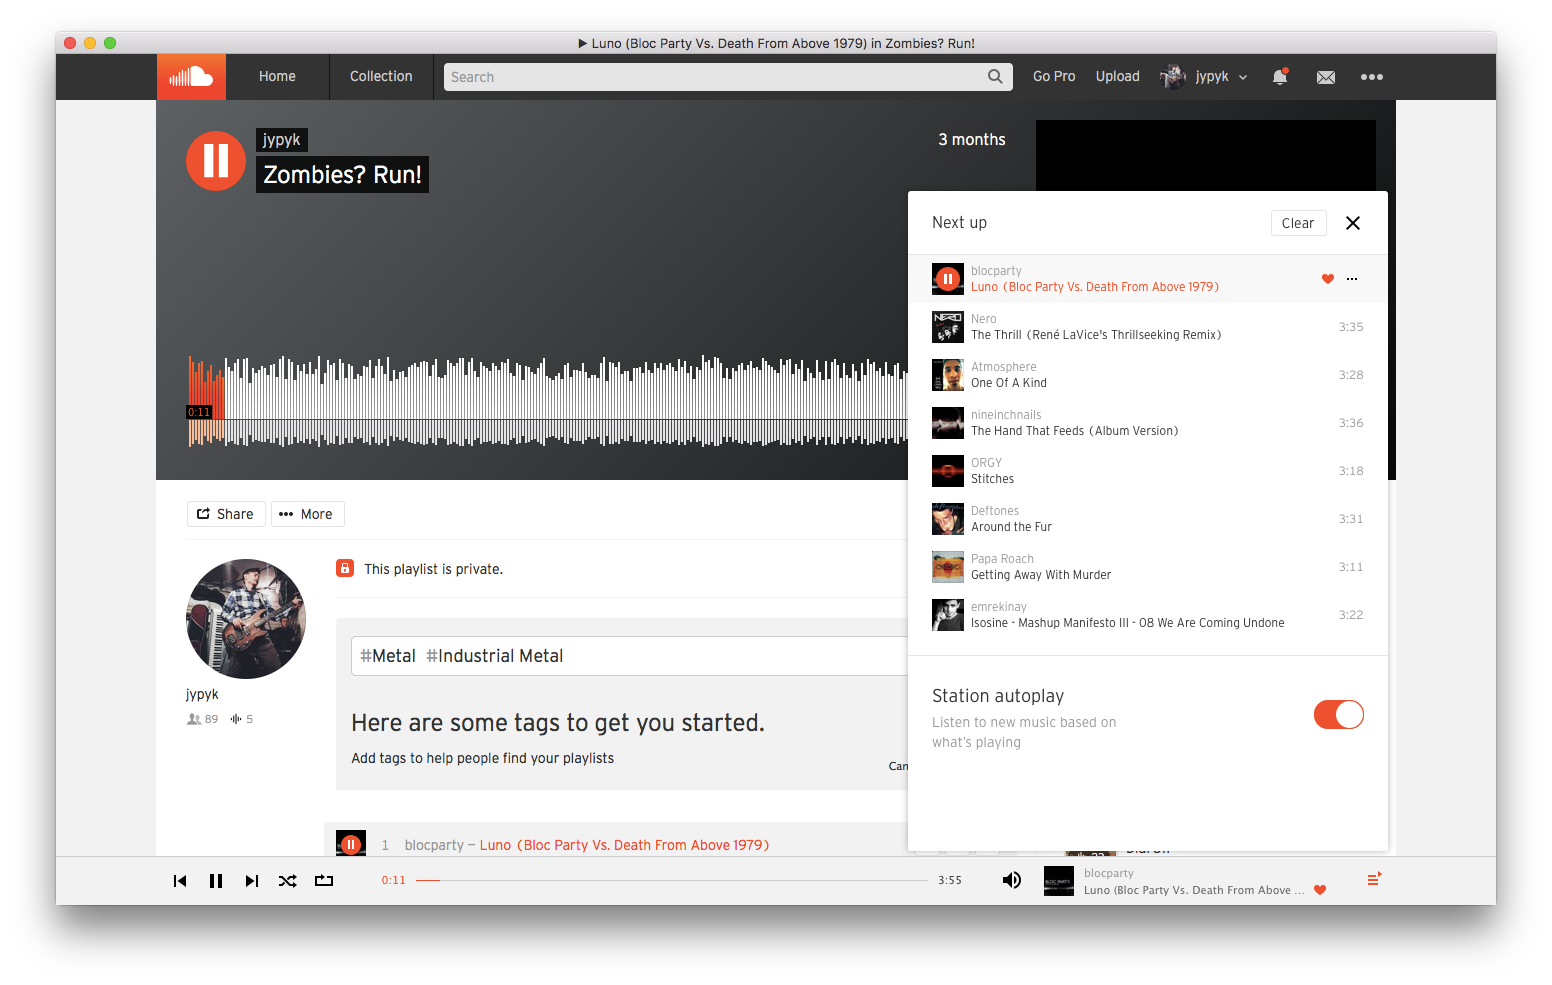 ▶ Luno (Bloc Party Vs. Death From Above 1979) in Zombies? Run!
Home
Collection
Search
Go Pro
Upload
jypyk
jypyk
Zombies? Run!
3 months
0:11
Share
More
jypyk
89
5
This playlist is private.
#Metal #Industrial Metal
Here are some tags to get you started.
Add tags to help people find your playlists
1 blocparty – Luno (Bloc Party Vs. Death From Above 1979)
Next up
Clear
blocparty
Luno (Bloc Party Vs. Death From Above 1979)
Nero
The Thrill (René LaVice's Thrillseeking Remix)
3:35
Atmosphere
One Of A Kind
3:28
nineinchnails
The Hand That Feeds (Album Version)
3:36
ORGY
Stitches
3:18
Deftones
Around the Fur
3:31
Papa Roach
Getting Away With Murder
3:11
emrekinay
Isosine - Mashup Manifesto III - 08 We Are Coming Undone
3:22
Station autoplay
Listen to new music based on
what's playing
0:11
3:55
blocparty
Luno (Bloc Party Vs. Death From Above ...